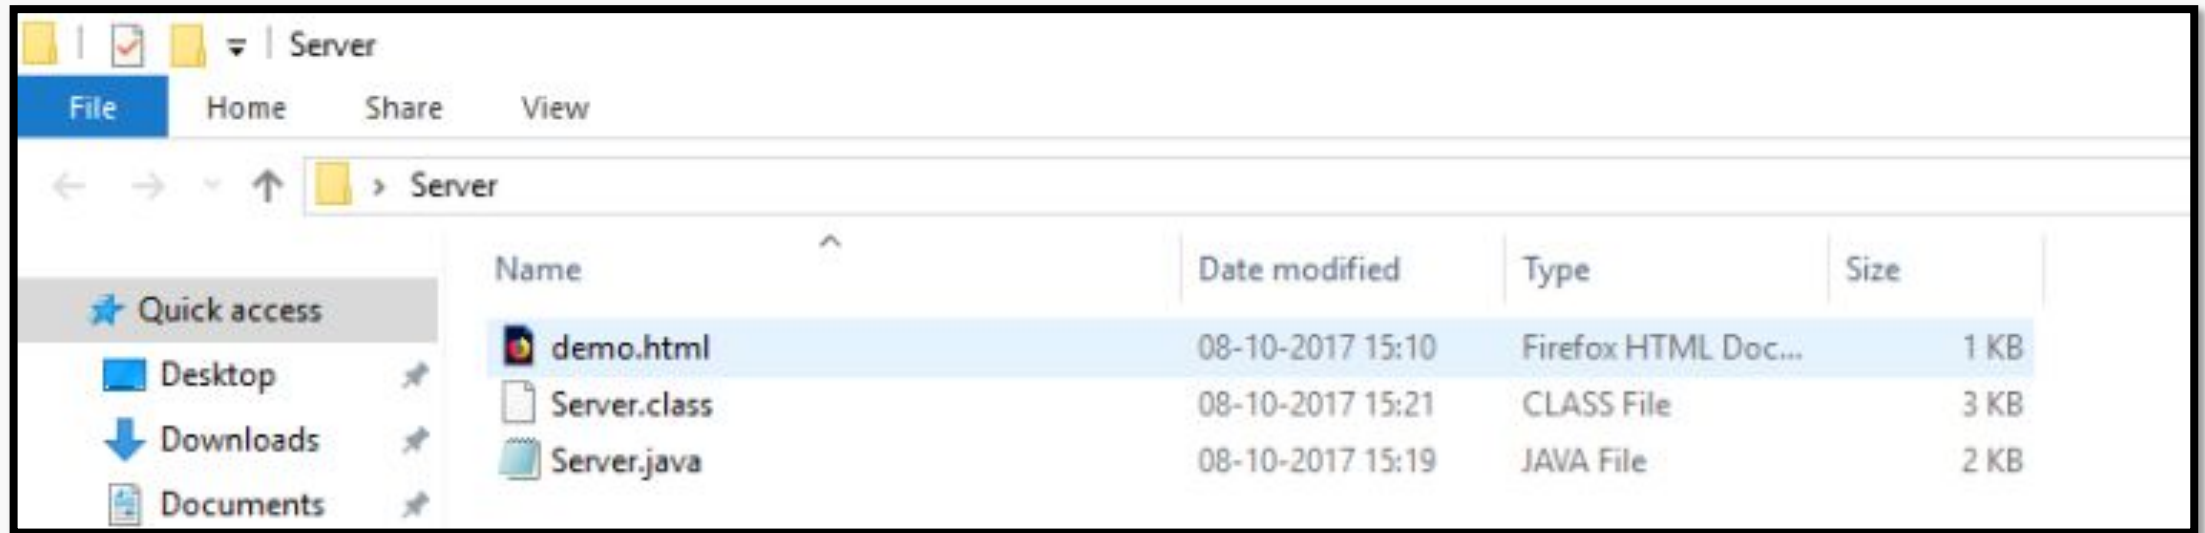 Server
File Home Share View
Server
Name Date modified Type Size
Quick access
demo.html 08-10-2017 15:10 Firefox HTML Doc... 1 KB
Desktop
Server.class 08-10-2017 15:21 CLASS File 3 KB
Downloads
Server.java 08-10-2017 15:19 JAVA File 2 KB
Documents